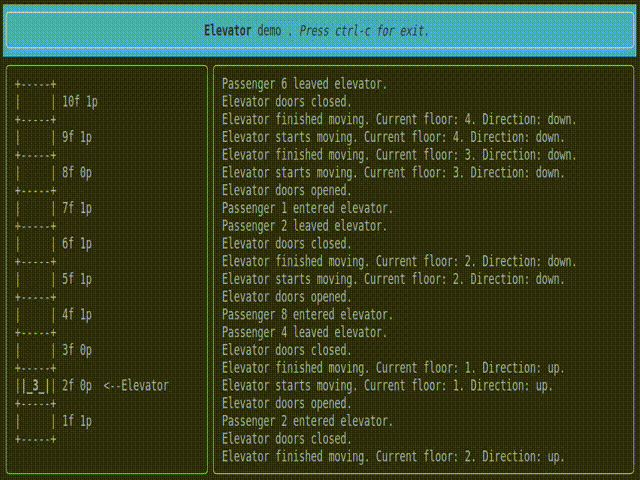 Elevator demo . Press ctrl-c for exit.
+-----+
|     | 10f 1p
+-----+
|     | 9f 1p
+-----+
|     | 8f 0p
+-----+
|     | 7f 1p
+-----+
|     | 6f 1p
+-----+
|     | 5f 1p
+-----+
|     | 4f 1p
+-----+
|     | 3f 0p
+-----+
||_3_|| 2f 0p  <--Elevator
+-----+
|     | 1f 1p
+-----+
Passenger 6 leaved elevator.
Elevator doors closed.
Elevator finished moving. Current floor: 4. Direction: down.
Elevator starts moving. Current floor: 4. Direction: down.
Elevator finished moving. Current floor: 3. Direction: down.
Elevator starts moving. Current floor: 3. Direction: down.
Elevator doors opened.
Passenger 1 entered elevator.
Passenger 2 leaved elevator.
Elevator doors closed.
Elevator finished moving. Current floor: 2. Direction: down.
Elevator starts moving. Current floor: 2. Direction: down.
Elevator doors opened.
Passenger 8 entered elevator.
Passenger 4 leaved elevator.
Elevator doors closed.
Elevator finished moving. Current floor: 1. Direction: up.
Elevator starts moving. Current floor: 1. Direction: up.
Elevator doors opened.
Passenger 2 entered elevator.
Elevator doors closed.
Elevator finished moving. Current floor: 2. Direction: up.